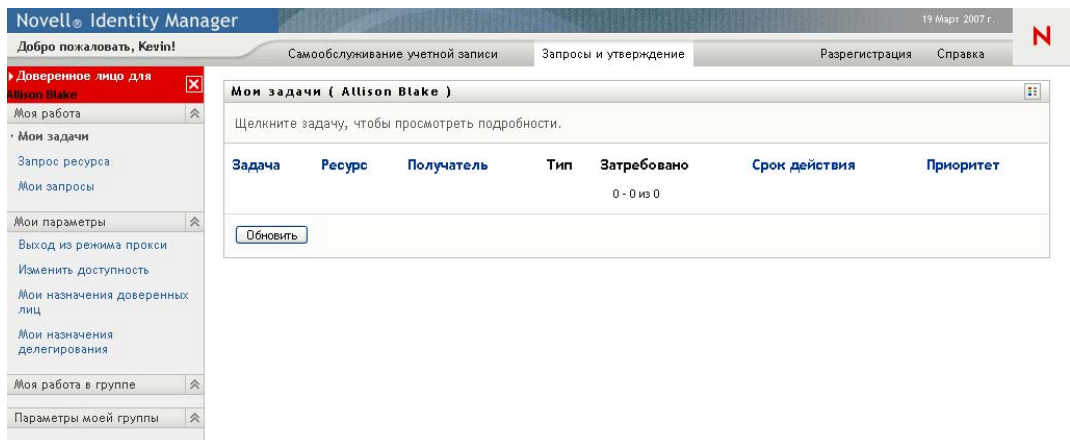 Novell® Identity Manager
19 Март 2007 г.
Добро пожаловать, Kevin!
Самообслуживание учетной записи
Запросы и утверждение
Разрегистрация
Справка
N
Доверенное лицо для
Allison Blake
Моя работа
Мои задачи
Запрос ресурса
Мои запросы
Мои параметры
Выход из режима прокси
Изменить доступность
Мои назначения доверенных
лиц
Мои назначения
делегирования
Моя работа в группе
Параметры моей группы
Мои задачи ( Allison Blake )
Щелкните задачу, чтобы просмотреть подробности.
Задача Ресурс Получатель Тип Затребовано Срок действия Приоритет
0 - 0 из 0
Обновить